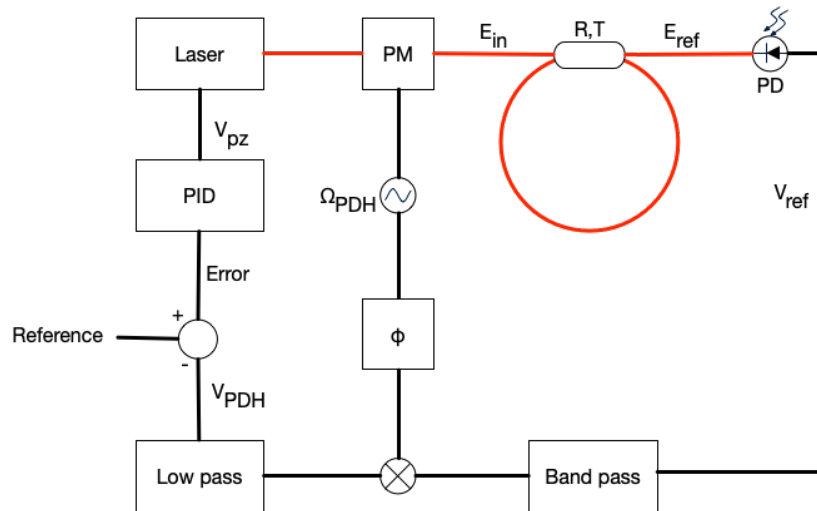 Laser
PM
E_in
R,T
E_ref
PD
V_pz
PID
Ω_PDH
V_ref
Error
+
Reference
-
Φ
V_PDH
Low pass
Band pass